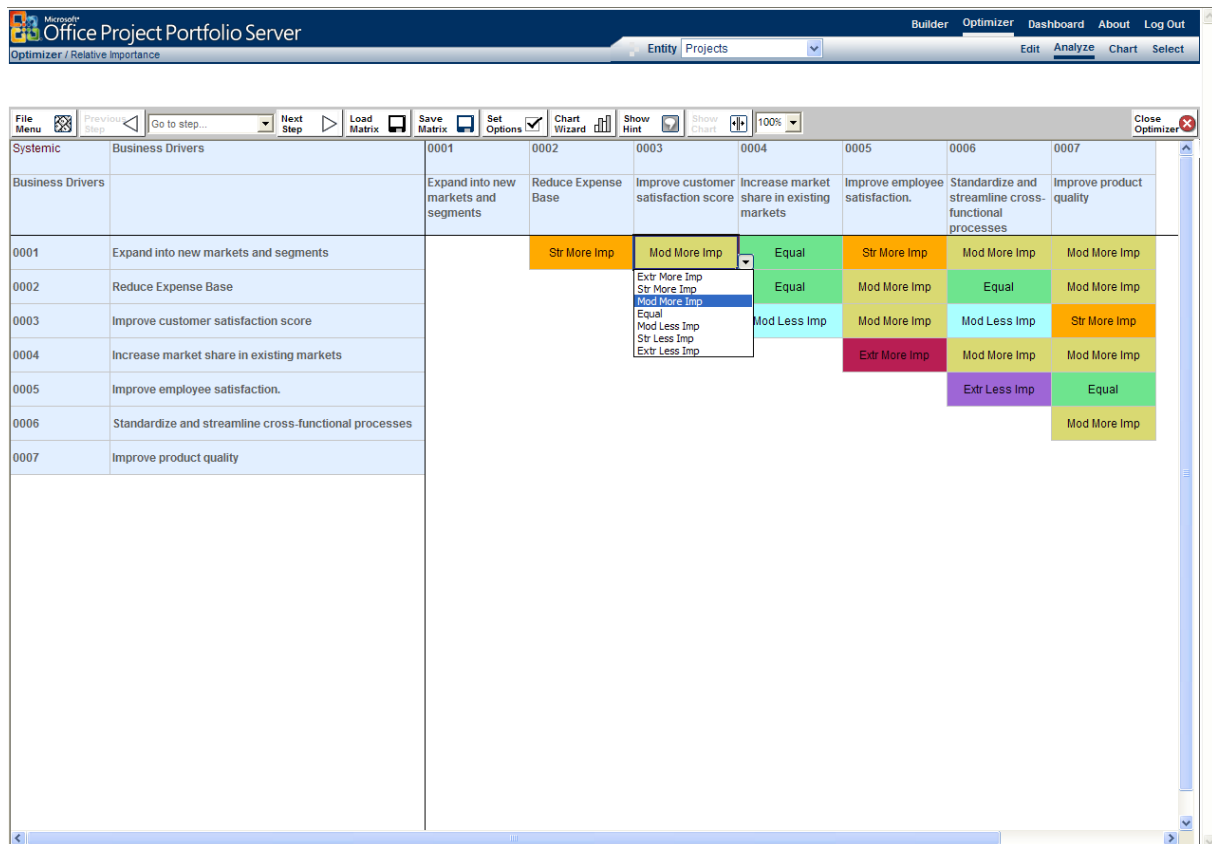 Microsoft®
Office Project Portfolio Server
Builder Optimizer Dashboard About Log Out
Optimizer / Relative Importance
Entity Projects
Edit Analyze Chart Select
File Menu
Previous Step
Go to step...
Next Step
Load Matrix
Save Matrix
Set Options
Chart Wizard
Show Hint
Show Chart
100%
Close Optimizer
Systemic Business Drivers 0001 0002 0003 0004 0005 0006 0007
Business Drivers
Expand into new markets and segments
Reduce Expense Base
Improve customer satisfaction score
Increase market share in existing markets
Improve employee satisfaction.
Standardize and streamline cross-functional processes
Improve product quality
0001 Expand into new markets and segments Str More Imp Mod More Imp Equal Str More Imp Mod More Imp Mod More Imp
0002 Reduce Expense Base Equal Mod More Imp Equal Mod More Imp
Extr More Imp
Str More Imp
Mod More Imp
Equal
Mod Less Imp
Str Less Imp
Extr Less Imp
0003 Improve customer satisfaction score Mod Less Imp Mod More Imp Mod Less Imp Str More Imp
0004 Increase market share in existing markets Extr More Imp Mod More Imp Mod More Imp
0005 Improve employee satisfaction. Extr Less Imp Equal
0006 Standardize and streamline cross-functional processes Mod More Imp
0007 Improve product quality